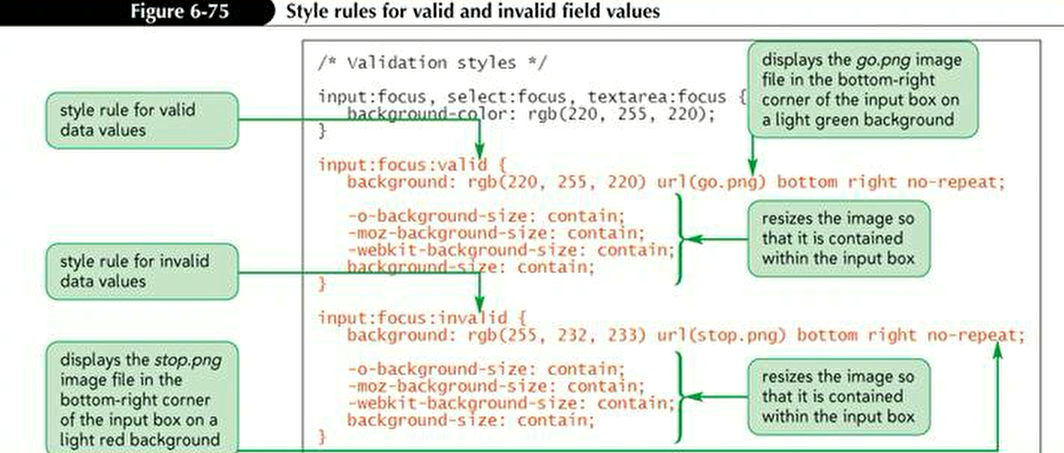 Figure 6-75 Style rules for valid and invalid field values
/* Validation styles */
input:focus, select:focus, textarea:focus {
background-color: rgb(220, 255, 220);
}
input:focus:valid {
background: rgb(220, 255, 220) url(go.png) bottom right no-repeat;
-o-background-size: contain;
-moz-background-size: contain;
-webkit-background-size: contain;
background-size: contain;
}
input:focus:invalid {
background: rgb(255, 232, 233) url(stop.png) bottom right no-repeat;
-o-background-size: contain;
-moz-background-size: contain;
-webkit-background-size: contain;
background-size: contain;
}
style rule for valid
data values
style rule for invalid
data values
displays the stop.png
image file in the
bottom-right corner
of the input box on a
light red background
displays the go.png image
file in the bottom-right
corner of the input box on
a light green background
resizes the image so
that it is contained
within the input box
resizes the image so
that it is contained
within the input box